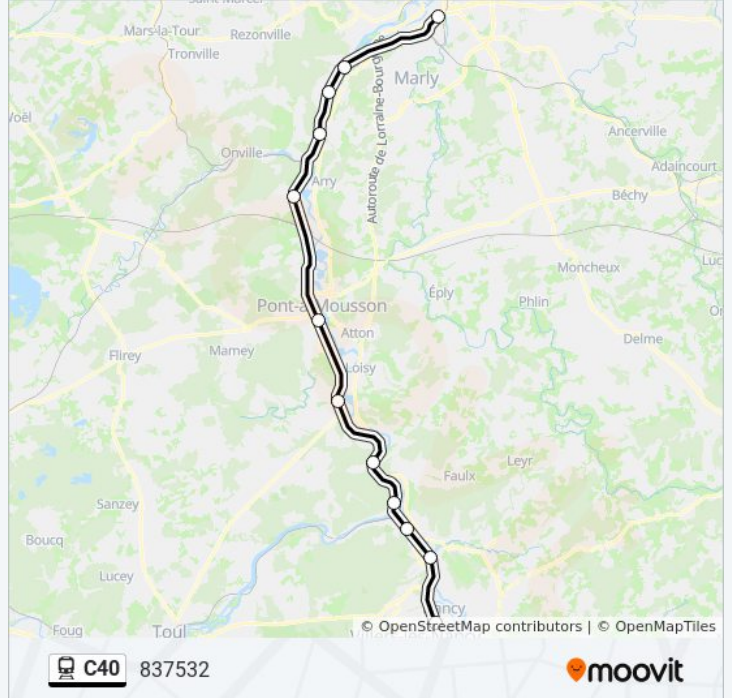 Mars-la-Tour
Rezonville
Tronville
Marly
Autoroute de Lorraine-Bourgogne
Ancerville
Adaincourt
Onville
Arry
Béchy
Moncheux
Éply
Phlin
Pont-à-Mousson
Atton
Delme
Flirey
Mamey
Loisy
Leyr
Faulx
Sanzey
Boucq
Lucey
ncy
© OpenStreetMap contributors | © OpenMapTiles
Foug
Toul
C40 837532 moovit